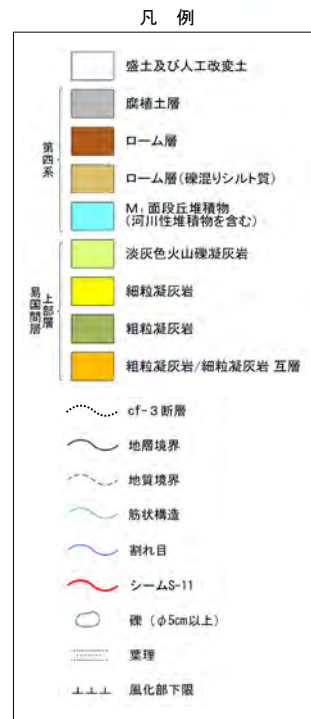 凡 例
盛土及び人工改変土
第四系
腐植土層
ローム層
ローム層(礫混りシルト質)
M₁面段丘堆積物
(河川性堆積物を含む)
易国間層
上部層
淡灰色火山礫凝灰岩
細粒凝灰岩
粗粒凝灰岩
粗粒凝灰岩/細粒凝灰岩 互層
cf-3断層
地層境界
地質境界
筋状構造
割れ目
シームS-11
礫 (φ5cm以上)
葉理
風化部下限